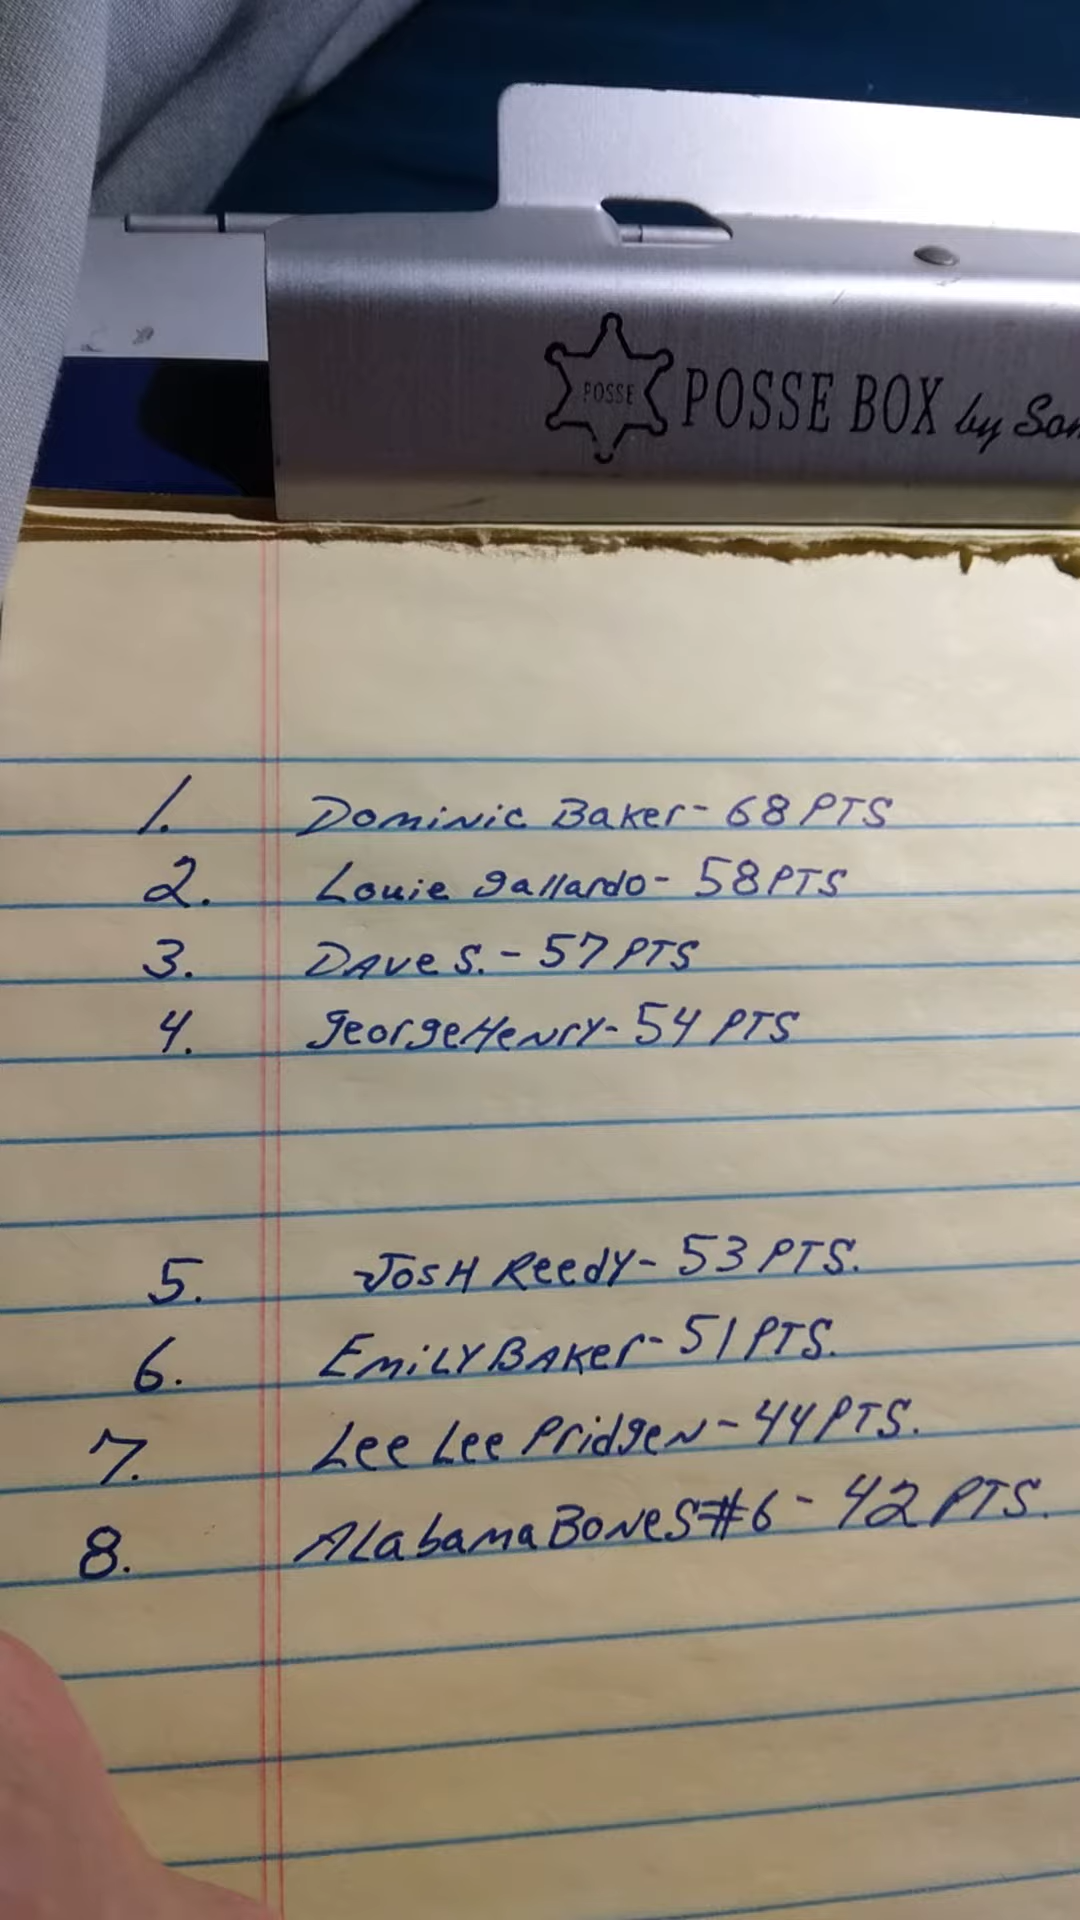 POSSE
POSSE BOX by
1. Dominic Baker- 68 PTS
2. Louie gallardo- 58 PTS
3. DAve S. - 57 PTS
4. georgeHenry- 54 PTS
5. JosH Reedy- 53 PTS.
6. EmiLY BAKer- 51 PTS.
7. Lee Lee Pridgen- 44 PTS.
8. ALabama BoNeS#6 - 42 PTS.